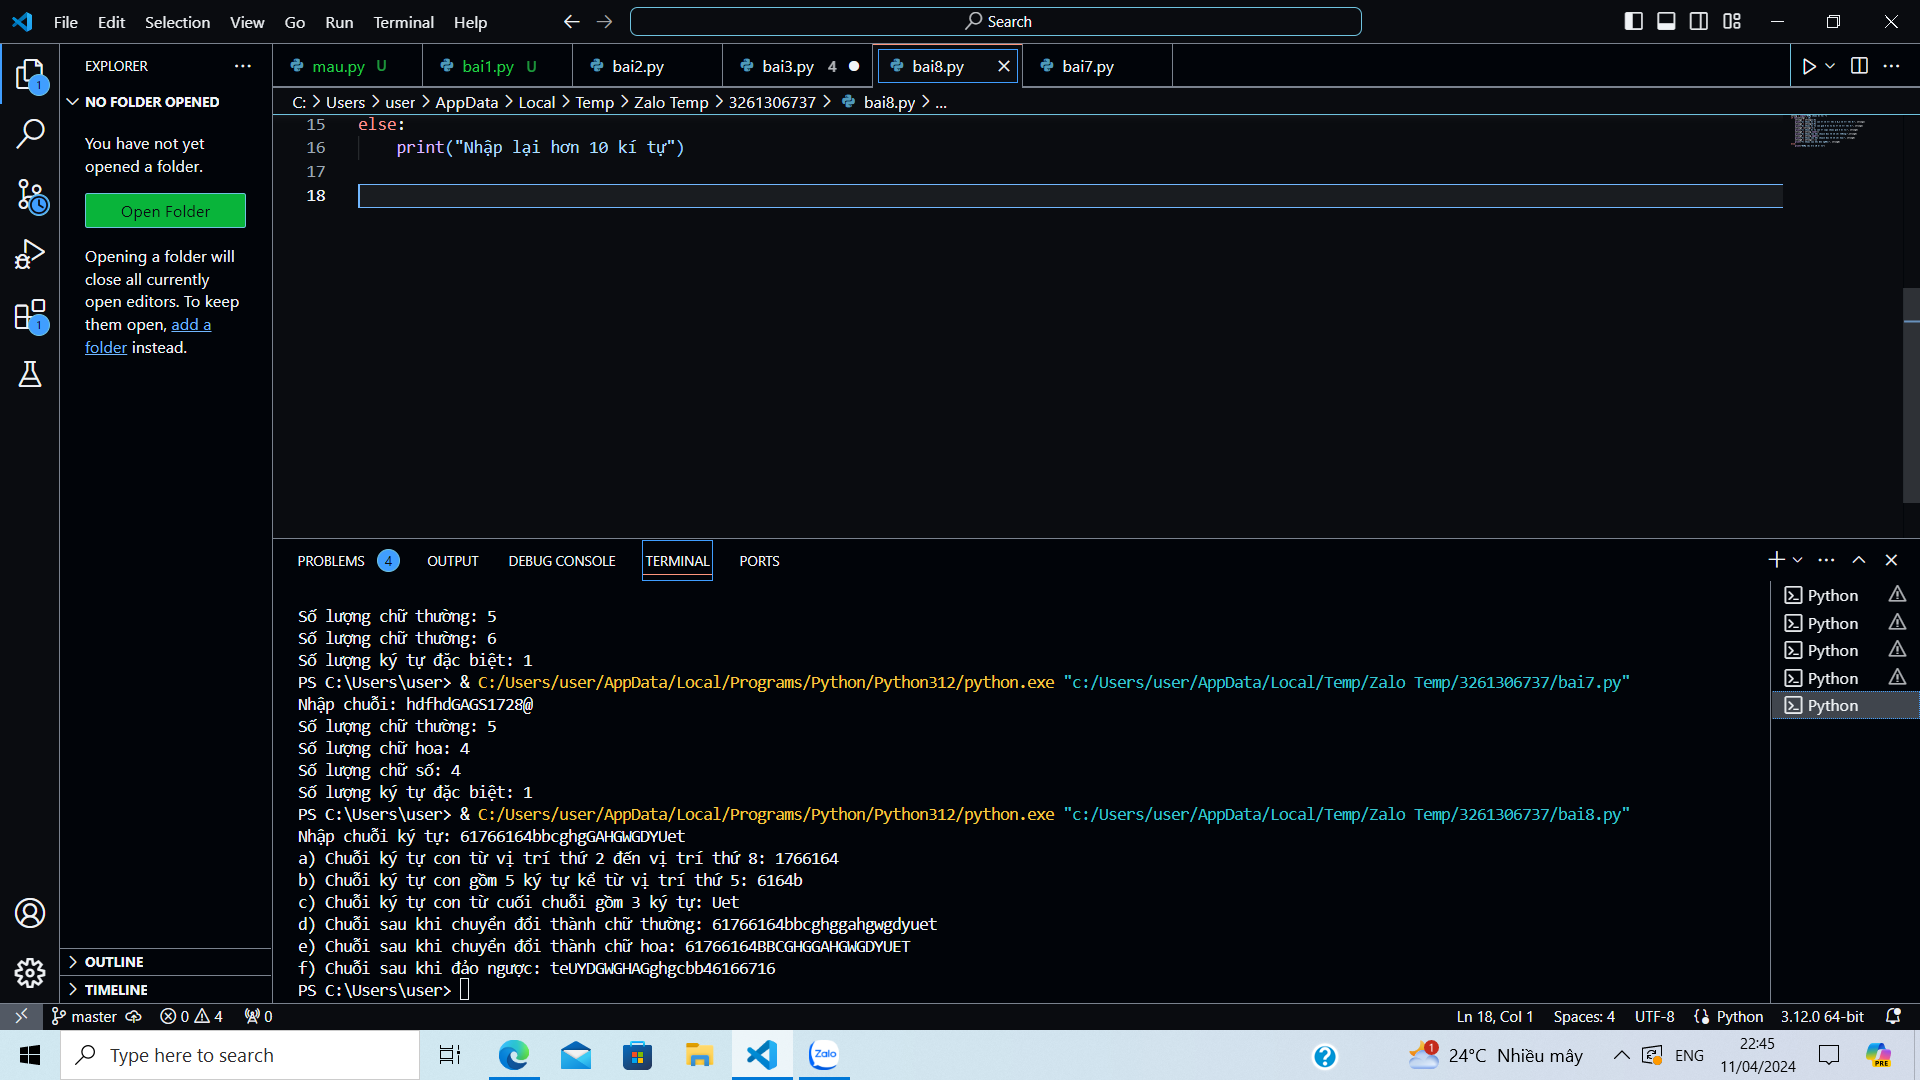 File Edit Selection View Go Run Terminal Help
Search
EXPLORER
mau.py U
bai1.py U
bai2.py
bai3.py 4
bai8.py
bai7.py
NO FOLDER OPENED
C: > Users > user > AppData > Local > Temp > Zalo Temp > 3261306737 > bai8.py > ...
You have not yet
opened a folder.
Open Folder
Opening a folder will
close all currently
open editors. To keep
them open, add a
folder instead.
15 else:
16 print("Nhập lại hơn 10 kí tự")
17
18
PROBLEMS 4 OUTPUT DEBUG CONSOLE TERMINAL PORTS
Số lượng chữ thường: 5
Số lượng chữ thường: 6
Số lượng ký tự đặc biệt: 1
PS C:\Users\user> & C:/Users/user/AppData/Local/Programs/Python/Python312/python.exe "c:/Users/user/AppData/Local/Temp/Zalo Temp/3261306737/bai7.py"
Nhập chuỗi: hdfhdGAGS1728@
Số lượng chữ thường: 5
Số lượng chữ hoa: 4
Số lượng chữ số: 4
Số lượng ký tự đặc biệt: 1
PS C:\Users\user> & C:/Users/user/AppData/Local/Programs/Python/Python312/python.exe "c:/Users/user/AppData/Local/Temp/Zalo Temp/3261306737/bai8.py"
Nhập chuỗi ký tự: 61766164bbcghgGAHGWGDYUet
a) Chuỗi ký tự con từ vị trí thứ 2 đến vị trí thứ 8: 1766164
b) Chuỗi ký tự con gồm 5 ký tự kể từ vị trí thứ 5: 6164b
c) Chuỗi ký tự con từ cuối chuỗi gồm 3 ký tự: Uet
d) Chuỗi sau khi chuyển đổi thành chữ thường: 61766164bbcghggahgwgdyuet
e) Chuỗi sau khi chuyển đổi thành chữ hoa: 61766164BBCGHGGAHGWGDYUET
f) Chuỗi sau khi đảo ngược: teUYDGWGHAGghgcbb46166716
PS C:\Users\user>
Python
Python
Python
Python
Python
1
1
OUTLINE
TIMELINE
master 0 4 0
Ln 18, Col 1 Spaces: 4 UTF-8 Python 3.12.0 64-bit
Type here to search
Zalo
1
24°C Nhiều mây
ENG
22:45
11/04/2024
PRE